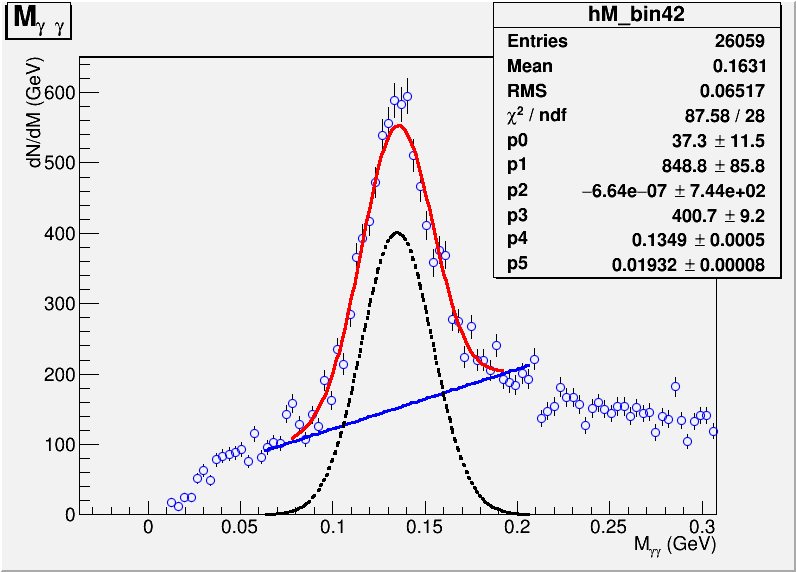 M_γγ
hM_bin42
Entries 26059
Mean 0.1631
RMS 0.06517
χ² / ndf 87.58 / 28
p0 37.3 ± 11.5
p1 848.8 ± 85.8
p2 −6.64e−07 ± 7.44e+02
p3 400.7 ± 9.2
p4 0.1349 ± 0.0005
p5 0.01932 ± 0.00008
dN/dM (GeV)
600
500
400
300
200
100
0
0 0.05 0.1 0.15 0.2 0.25 0.3
M_γγ (GeV)